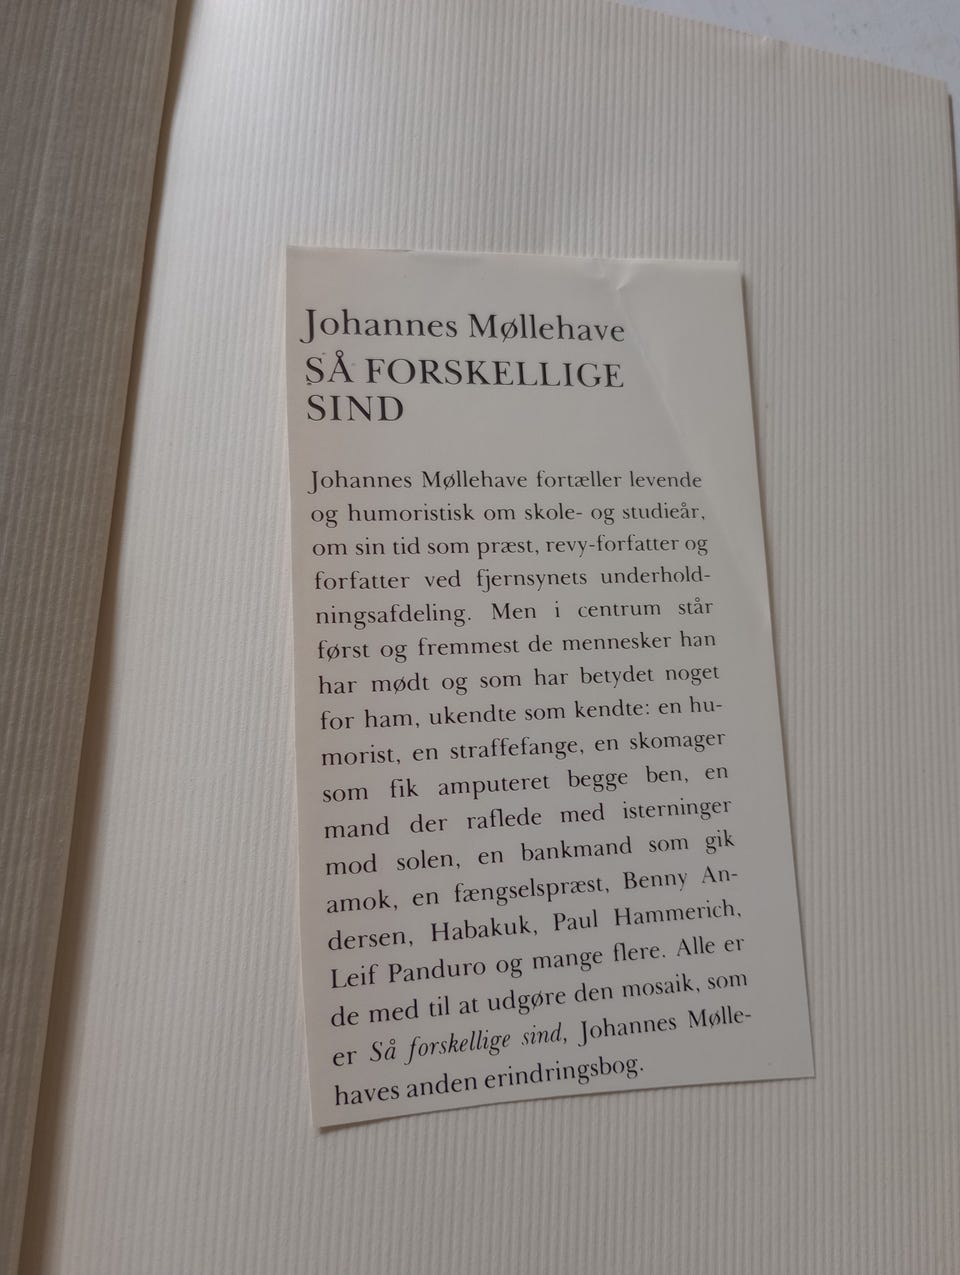 Johannes Møllehave
SÅ FORSKELLIGE
SIND
Johannes Møllehave fortæller levende
og humoristisk om skole- og studieår,
om sin tid som præst, revy-forfatter og
forfatter ved fjernsynets underhold-
ningsafdeling. Men i centrum står
først og fremmest de mennesker han
har mødt og som har betydet noget
for ham, ukendte som kendte: en hu-
morist, en straffefange, en skomager
som fik amputeret begge ben, en
mand der raflede med isterninger
mod solen, en bankmand som gik
amok, en fængselspræst, Benny An-
dersen, Habakuk, Paul Hammerich,
Leif Panduro og mange flere. Alle er
de med til at udgøre den mosaik, som
er Så forskellige sind, Johannes Mølle-
haves anden erindringsbog.